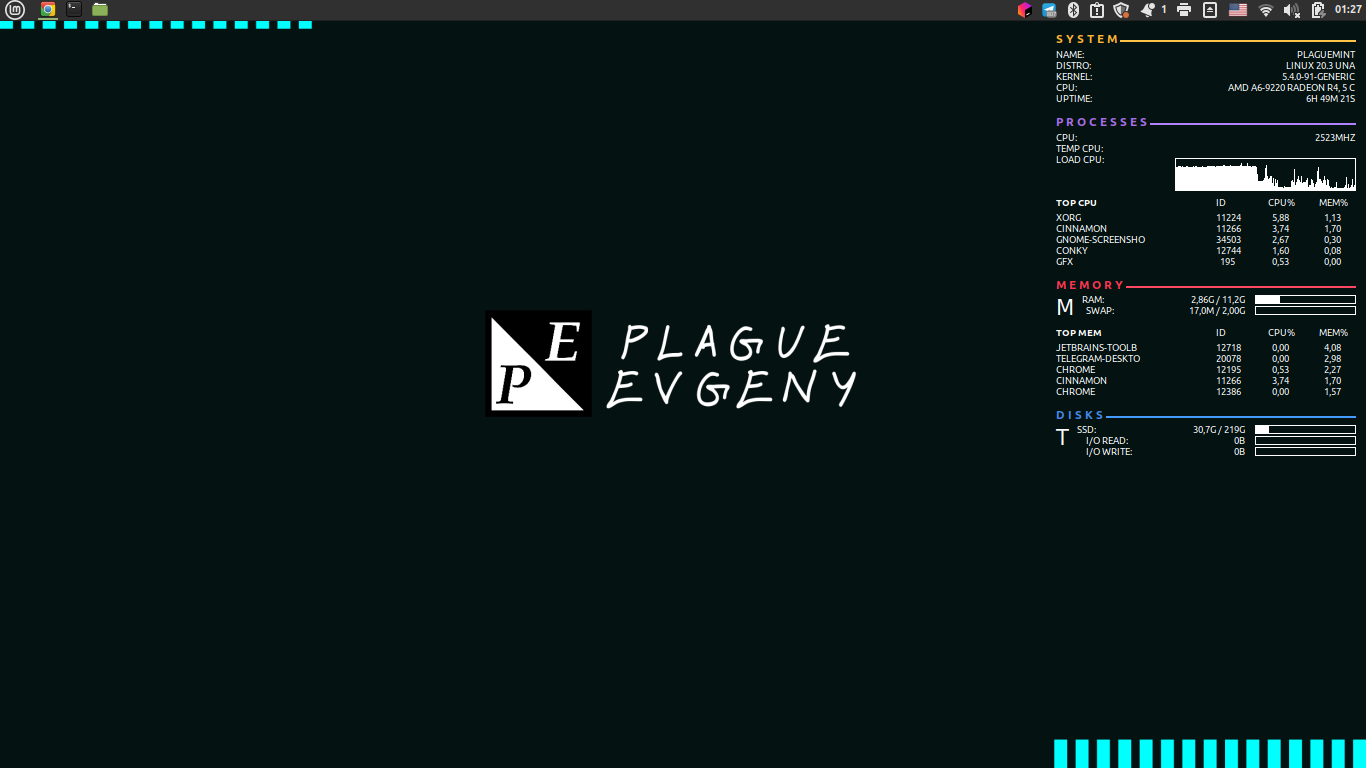 1 01:27
SYSTEM
NAME: PLAGUEMINT
DISTRO: LINUX 20.3 UNA
KERNEL: 5.4.0-91-GENERIC
CPU: AMD A6-9220 RADEON R4, 5 C
UPTIME: 6H 49M 21S
PROCESSES
CPU: 2523MHZ
TEMP CPU:
LOAD CPU:
TOP CPU ID CPU% MEM%
XORG 11224 5,88 1,13
CINNAMON 11266 3,74 1,70
GNOME-SCREENSHO 34503 2,67 0,30
CONKY 12744 1,60 0,08
GFX 195 0,53 0,00
MEMORY
M RAM: 2,86G / 11,2G
SWAP: 17,0M / 2,00G
TOP MEM ID CPU% MEM%
JETBRAINS-TOOLB 12718 0,00 4,08
TELEGRAM-DESKTO 20078 0,00 2,98
CHROME 12195 0,53 2,27
CINNAMON 11266 3,74 1,70
CHROME 12386 0,00 1,57
DISKS
T SSD: 30,7G / 219G
I/O READ: 0B
I/O WRITE: 0B
E
P
PLAGUE
EVGENY